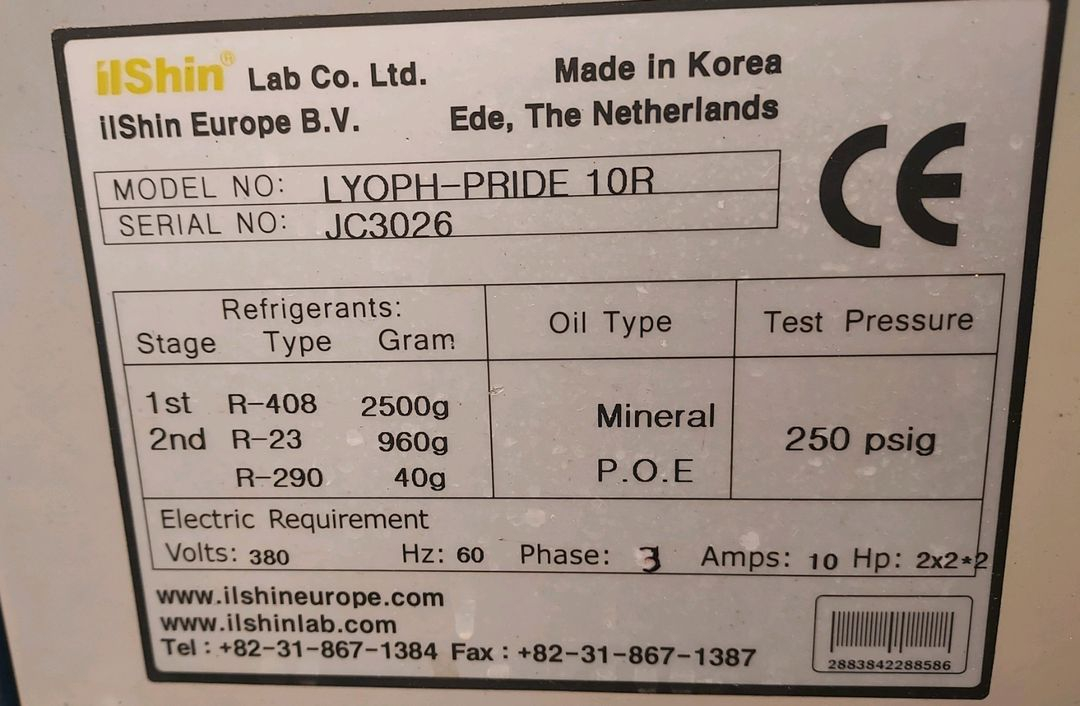 ilShin® Lab Co. Ltd. Made in Korea
ilShin Europe B.V. Ede, The Netherlands
CE
MODEL NO: LYOPH-PRIDE 10R
SERIAL NO: JC3026
Refrigerants:
Stage Type Gram Oil Type Test Pressure
1st R-408 2500g Mineral
2nd R-23 960g 250 psig
R-290 40g P.O.E
Electric Requirement
Volts: 380 Hz: 60 Phase: 3 Amps: 10 Hp: 2x2*2
www.ilshineurope.com
www.ilshinlab.com
Tel : +82-31-867-1384 Fax : +82-31-867-1387
2883842288586